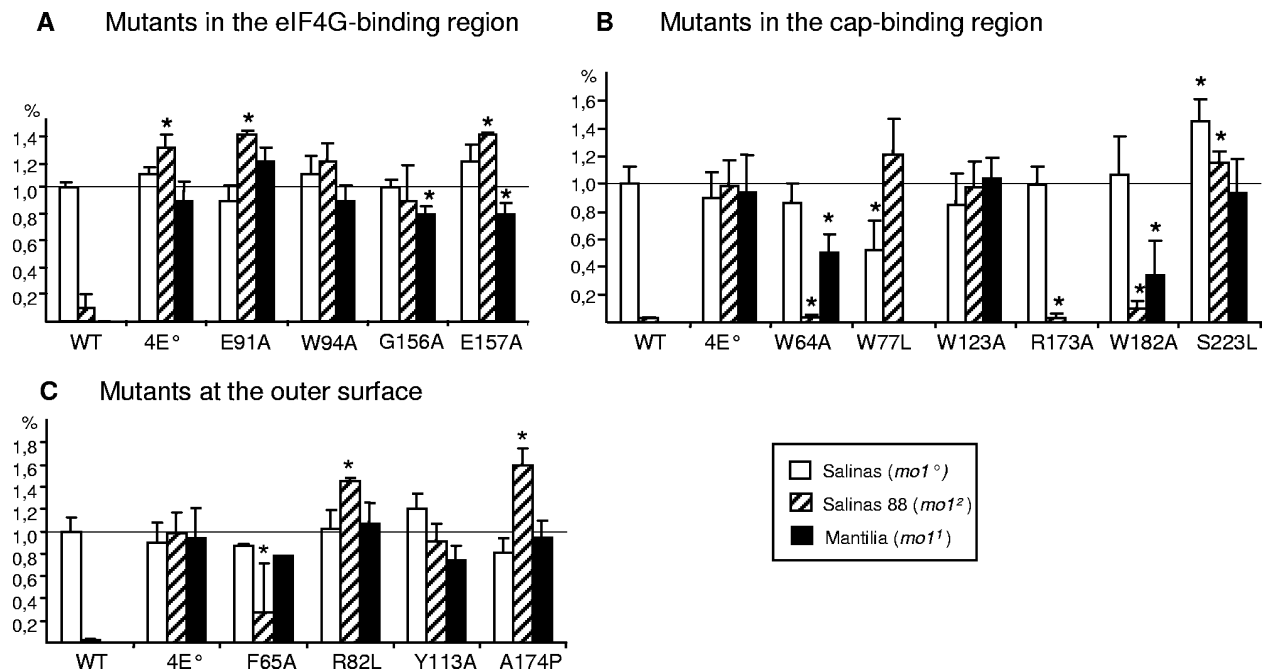 A Mutants in the eIF4G-binding region
%
1,4
1,2
1,0
0,8
0,6
0,4
0,2
* * * * *
WT 4E° E91A W94A G156A E157A
B Mutants in the cap-binding region
%
1,6
1,4
1,2
1,0
0,8
0,6
0,4
0,2
* * * * * * * *
WT 4E° W64A W77L W123A R173A W182A S223L
C Mutants at the outer surface
%
1,8
1,6
1,4
1,2
1,0
0,8
0,6
0,4
0,2
* * *
WT 4E° F65A R82L Y113A A174P
Salinas (mo1°)
Salinas 88 (mo1²)
Mantilia (mo1¹)